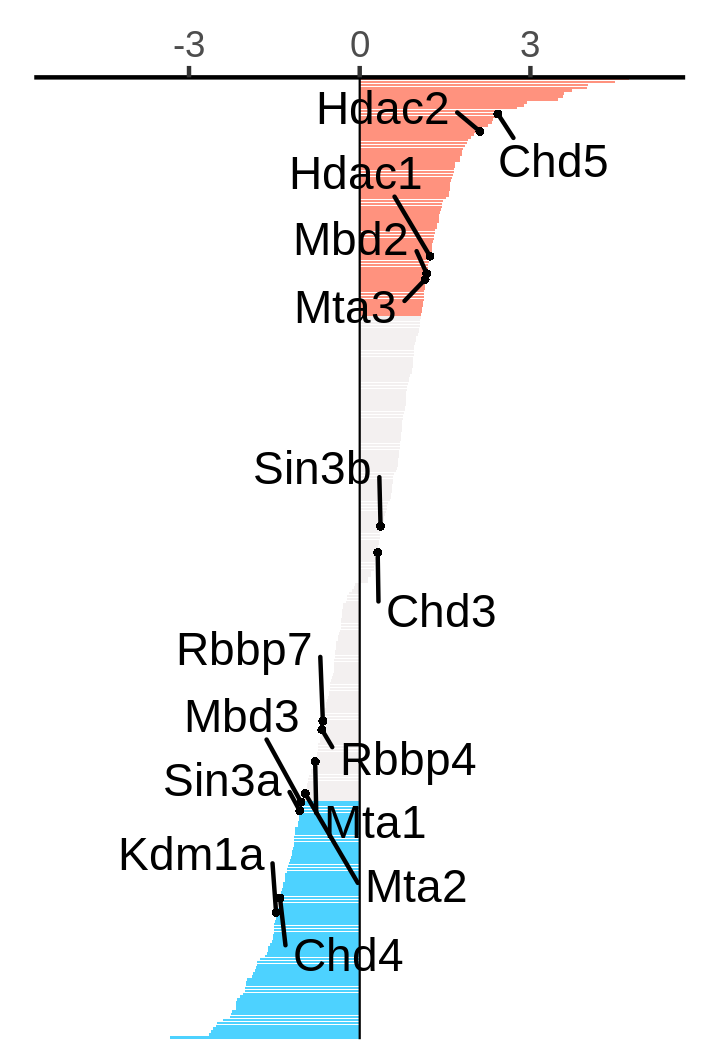 -3 0 3
Hdac2
Chd5
Hdac1
Mbd2
Mta3
Sin3b
Chd3
Rbbp7
Mbd3
Rbbp4
Sin3a
Mta1
Kdm1a
Mta2
Chd4